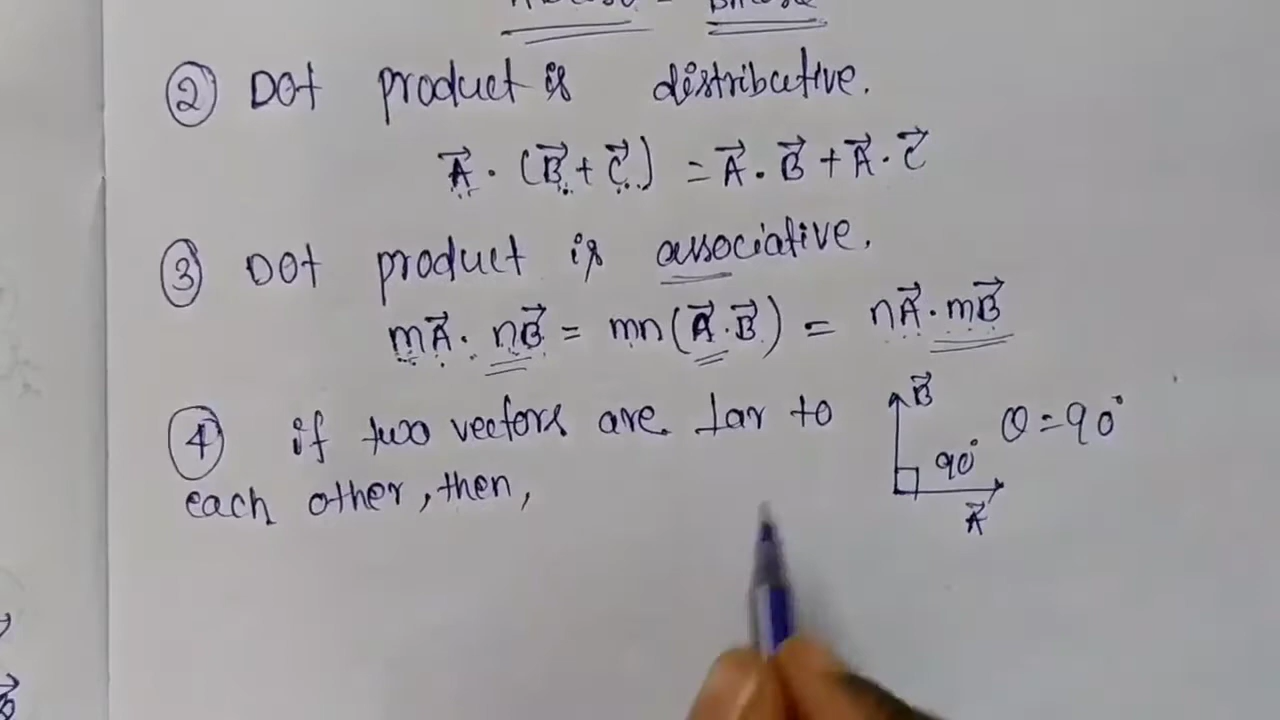 ② Dot product is distributive.
A⃗ · (B⃗ + C⃗) = A⃗ · B⃗ + A⃗ · C⃗
③ Dot product is associative.
mA⃗ · nB⃗ = mn(A⃗ · B⃗) = nA⃗ · mB⃗
④ if two vectors are ⊥ar to
each other, then,
B⃗
90°
θ = 90°
A⃗